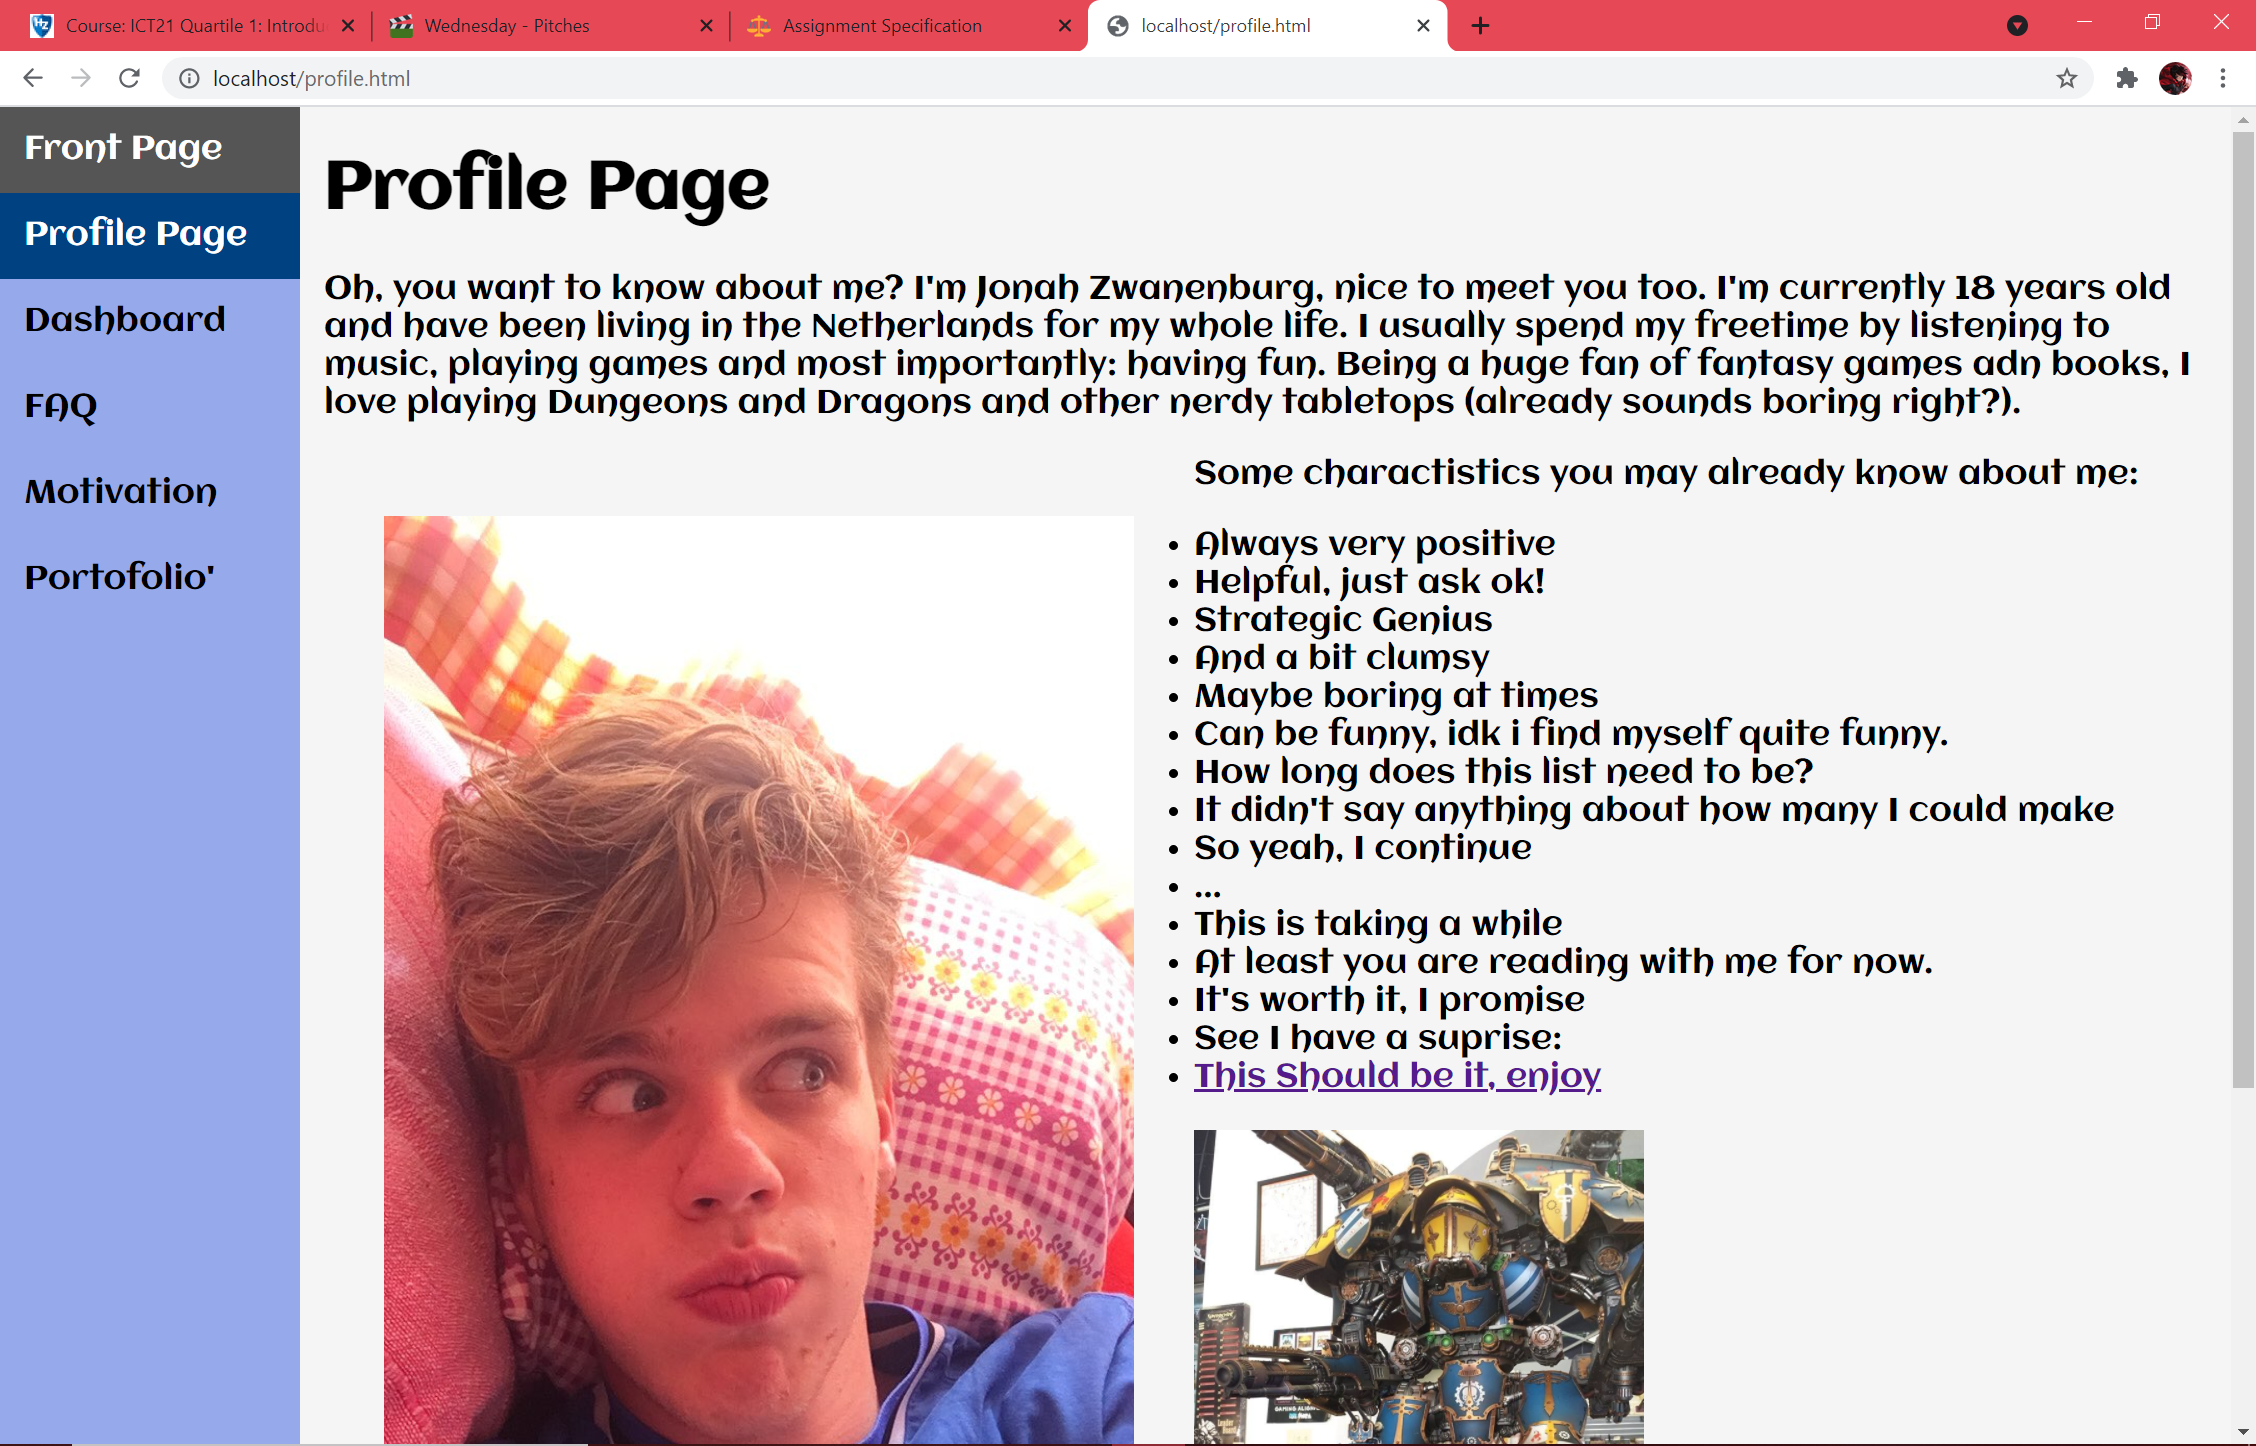 Course: ICT21 Quartile 1: Introdu
Wednesday - Pitches
Assignment Specification
localhost/profile.html
localhost/profile.html
Front Page
Profile Page
Dashboard
FAQ
Motivation
Portofolio'
Profile Page
Oh, you want to know about me? I'm Jonah Zwanenburg, nice to meet you too. I'm currently 18 years old
and have been living in the Netherlands for my whole life. I usually spend my freetime by listening to
music, playing games and most importantly: having fun. Being a huge fan of fantasy games adn books, I
love playing Dungeons and Dragons and other nerdy tabletops (already sounds boring right?).
Some charactistics you may already know about me:
• Always very positive
• Helpful, just ask ok!
• Strategic Genius
• And a bit clumsy
• Maybe boring at times
• Can be funny, idk i find myself quite funny.
• How long does this list need to be?
• It didn't say anything about how many I could make
• So yeah, I continue
• ...
• This is taking a while
• At least you are reading with me for now.
• It's worth it, I promise
• See I have a suprise:
• This Should be it, enjoy